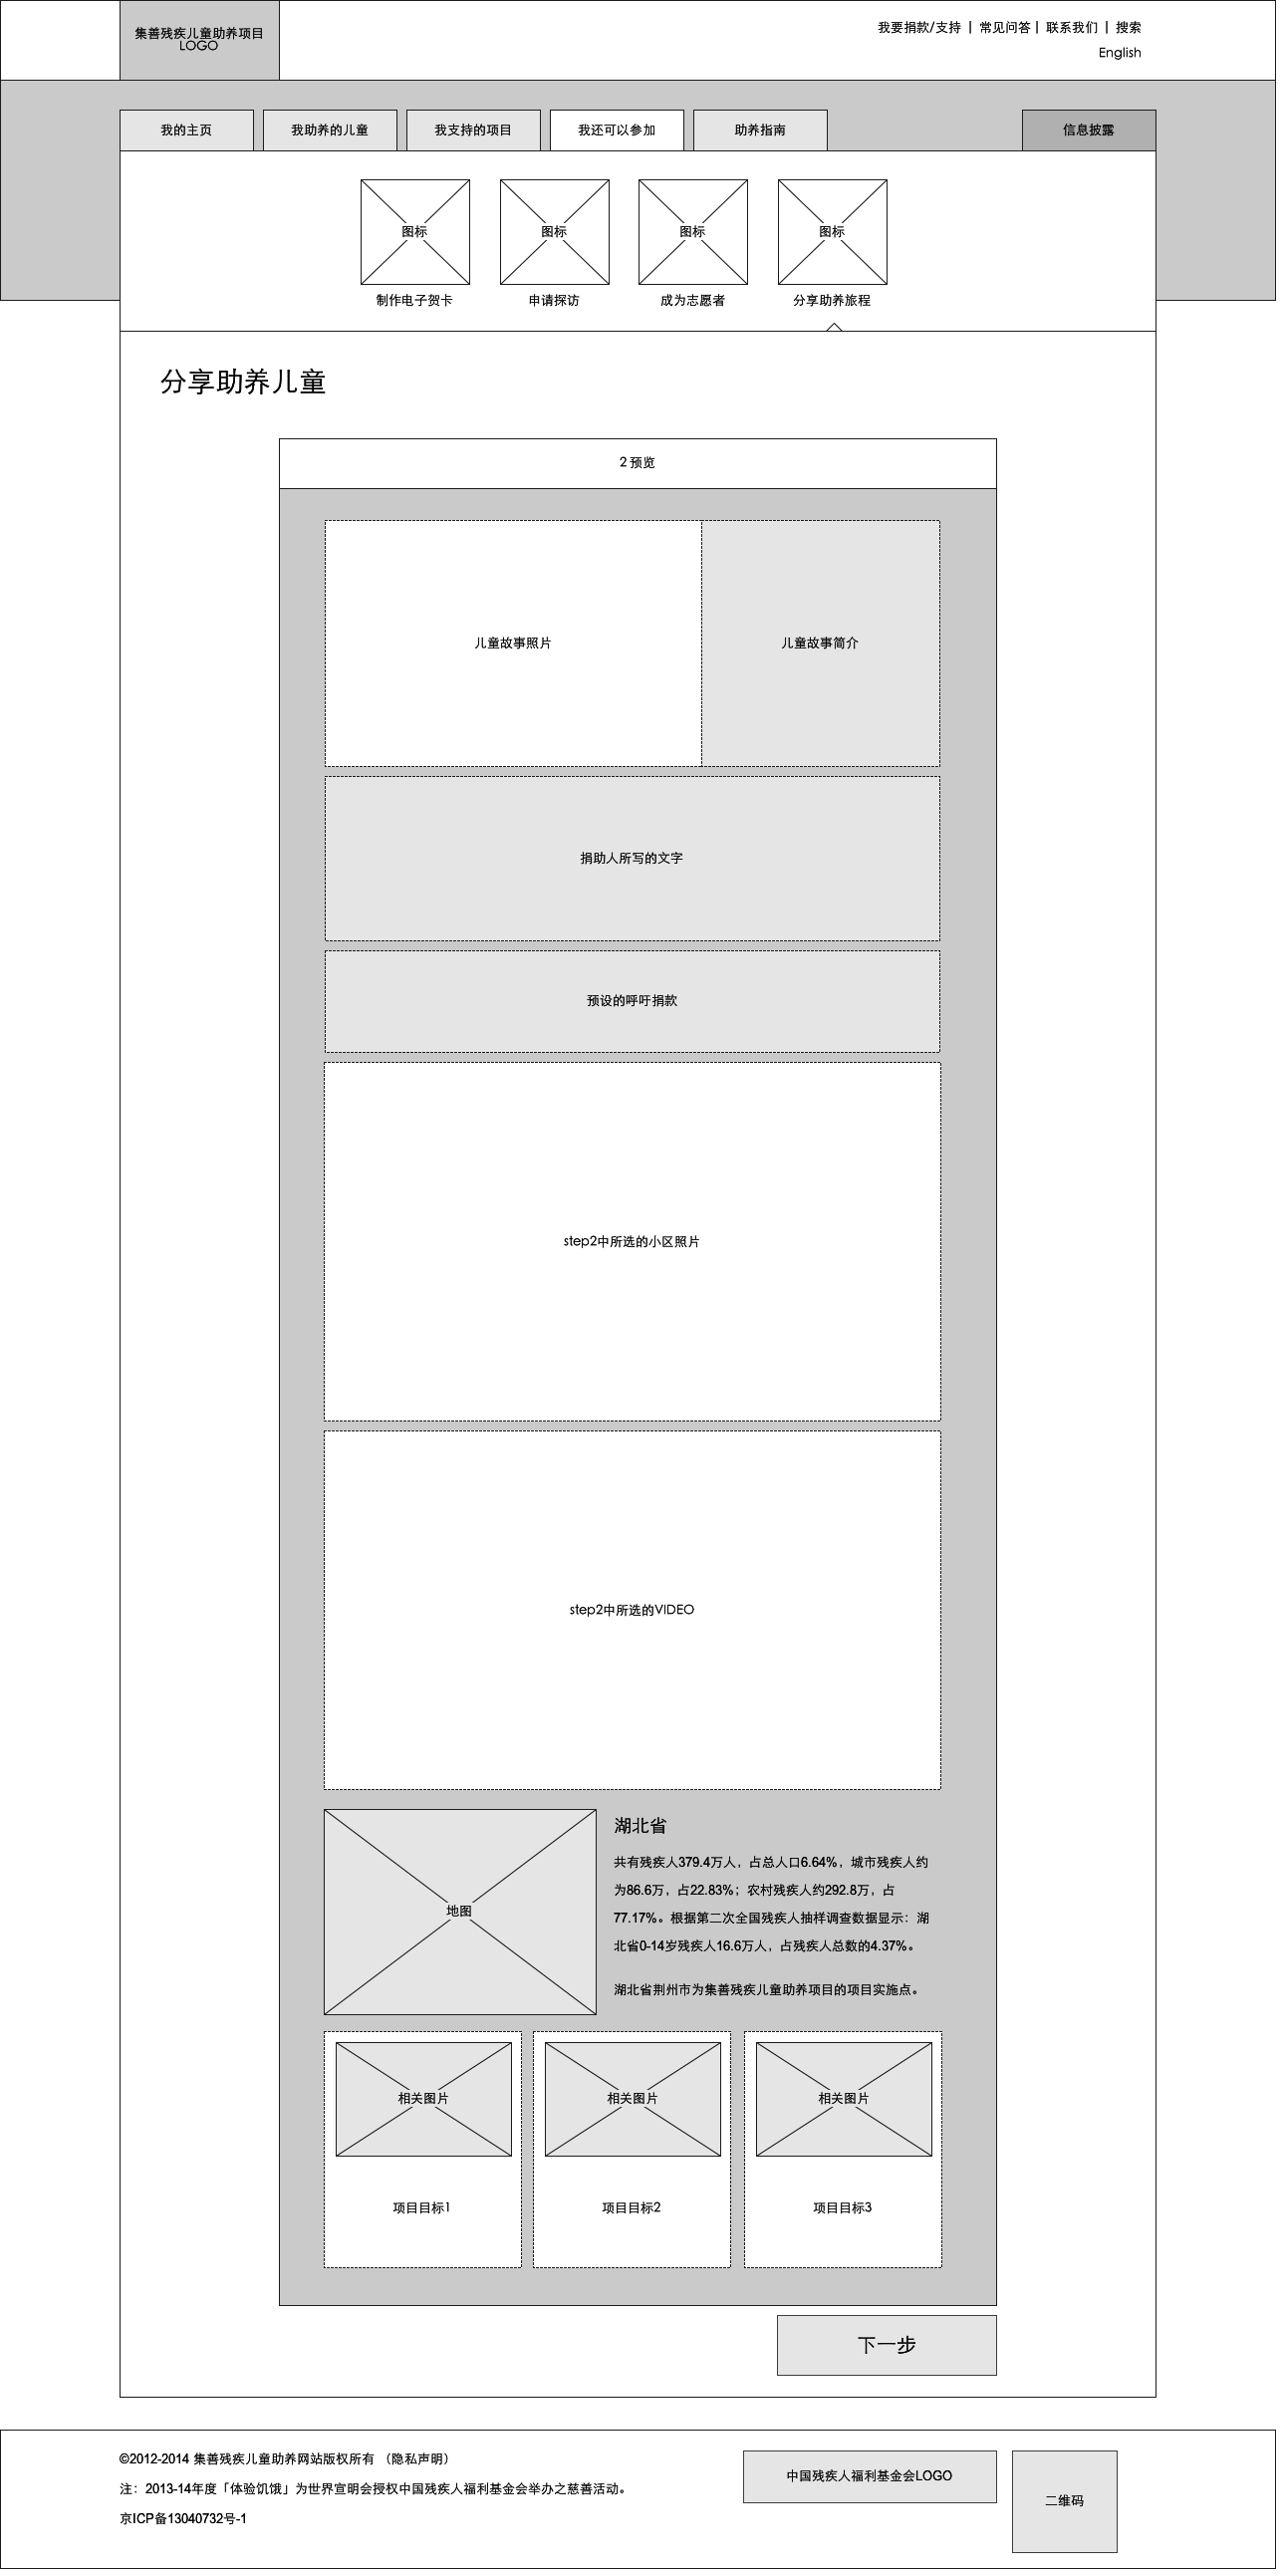 集善残疾儿童助养项目
LOGO
我要捐款/支持 | 常见问答 | 联系我们 | 搜索
English
我的主页
我助养的儿童
我支持的项目
我还可以参加
助养指南
信息披露
图标
图标
图标
图标
制作电子贺卡
申请探访
成为志愿者
分享助养旅程
分享助养儿童
2 预览
儿童故事照片
儿童故事简介
捐助人所写的文字
预设的呼吁捐款
step2中所选的小区照片
step2中所选的VIDEO
地图
湖北省
共有残疾人379.4万人，占总人口6.64%，城市残疾人约
为86.6万，占22.83%；农村残疾人约292.8万，占
77.17%。根据第二次全国残疾人抽样调查数据显示：湖
北省0-14岁残疾人16.6万人，占残疾人总数的4.37%。
湖北省荆州市为集善残疾儿童助养项目的项目实施点。
相关图片
相关图片
相关图片
项目目标1
项目目标2
项目目标3
下一步
©2012-2014 集善残疾儿童助养网站版权所有 （隐私声明）
注：2013-14年度「体验饥饿」为世界宣明会授权中国残疾人福利基金会举办之慈善活动。
京ICP备13040732号-1
中国残疾人福利基金会LOGO
二维码